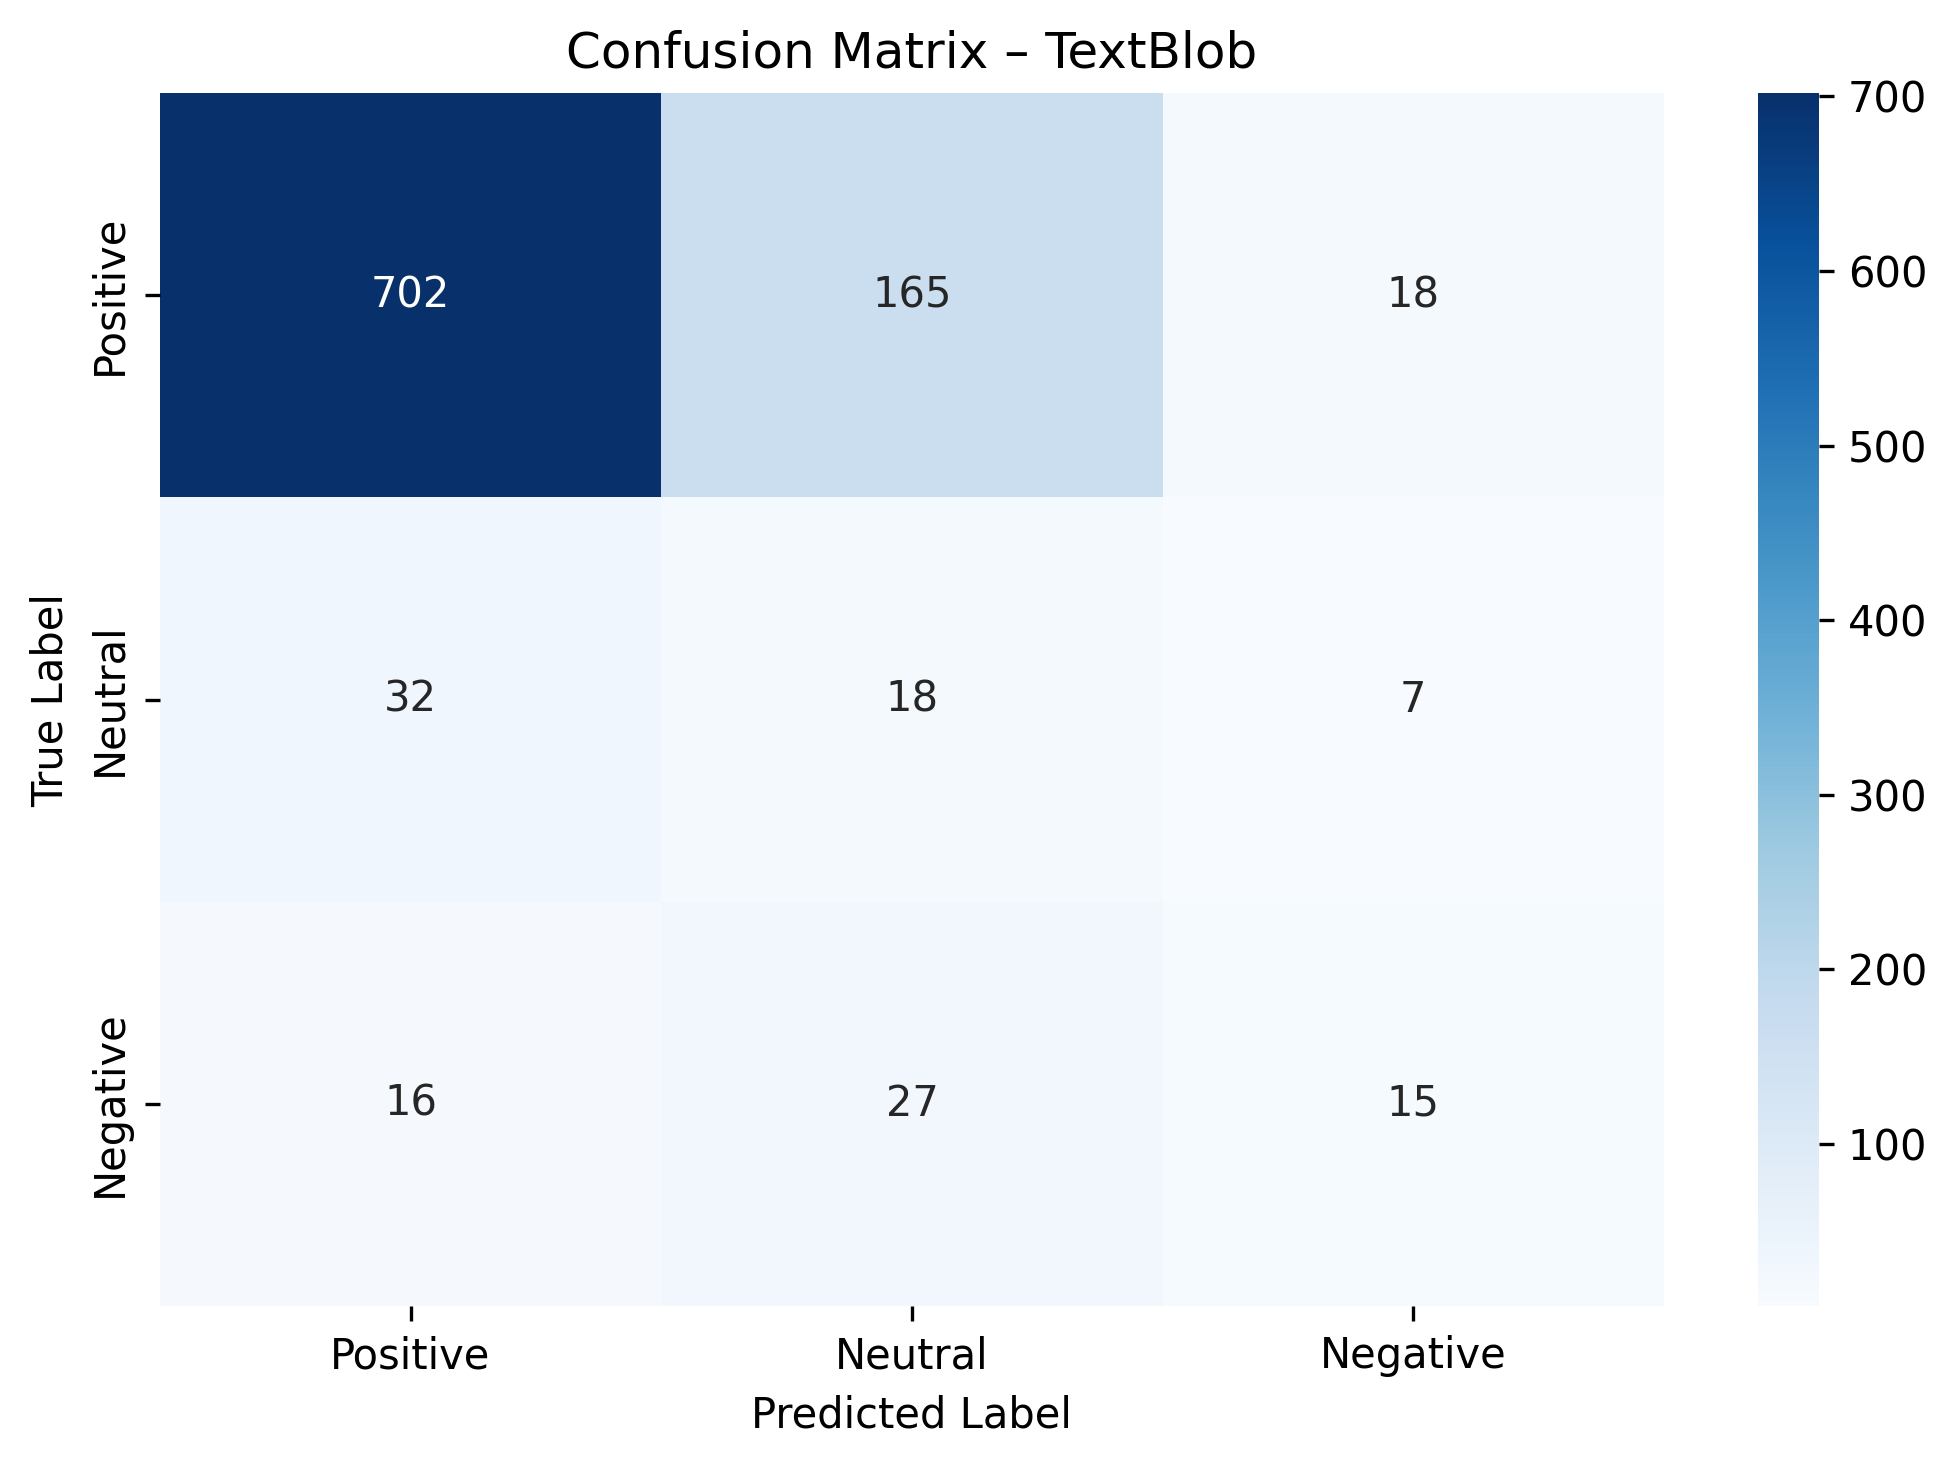 Confusion Matrix – TextBlob
True Label
Positive
702
165
18
Neutral
32
18
7
Negative
16
27
15
Positive
Neutral
Negative
Predicted Label
700
600
500
400
300
200
100